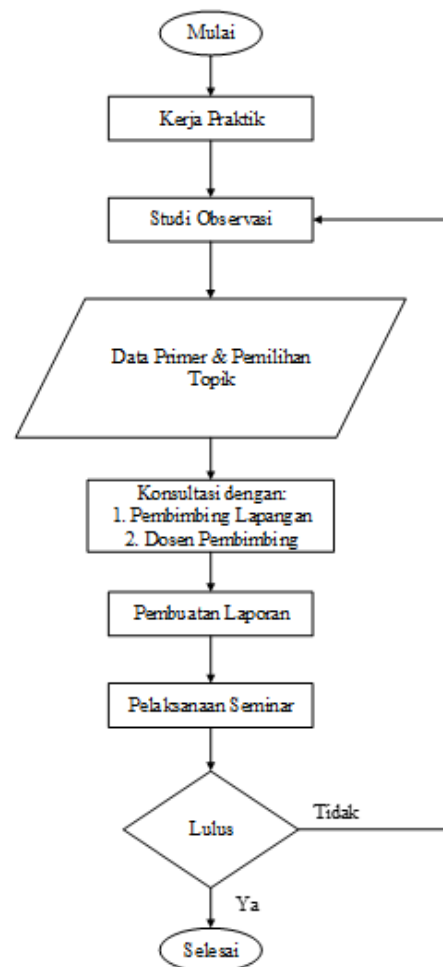 Mulai
Kerja Praktik
Studi Observasi
Data Primer & Pemilihan
Topik
Konsultasi dengan:
1. Pembimbing Lapangan
2. Dosen Pembimbing
Pembuatan Laporan
Pelaksanaan Seminar
Lulus
Tidak
Ya
Selesai